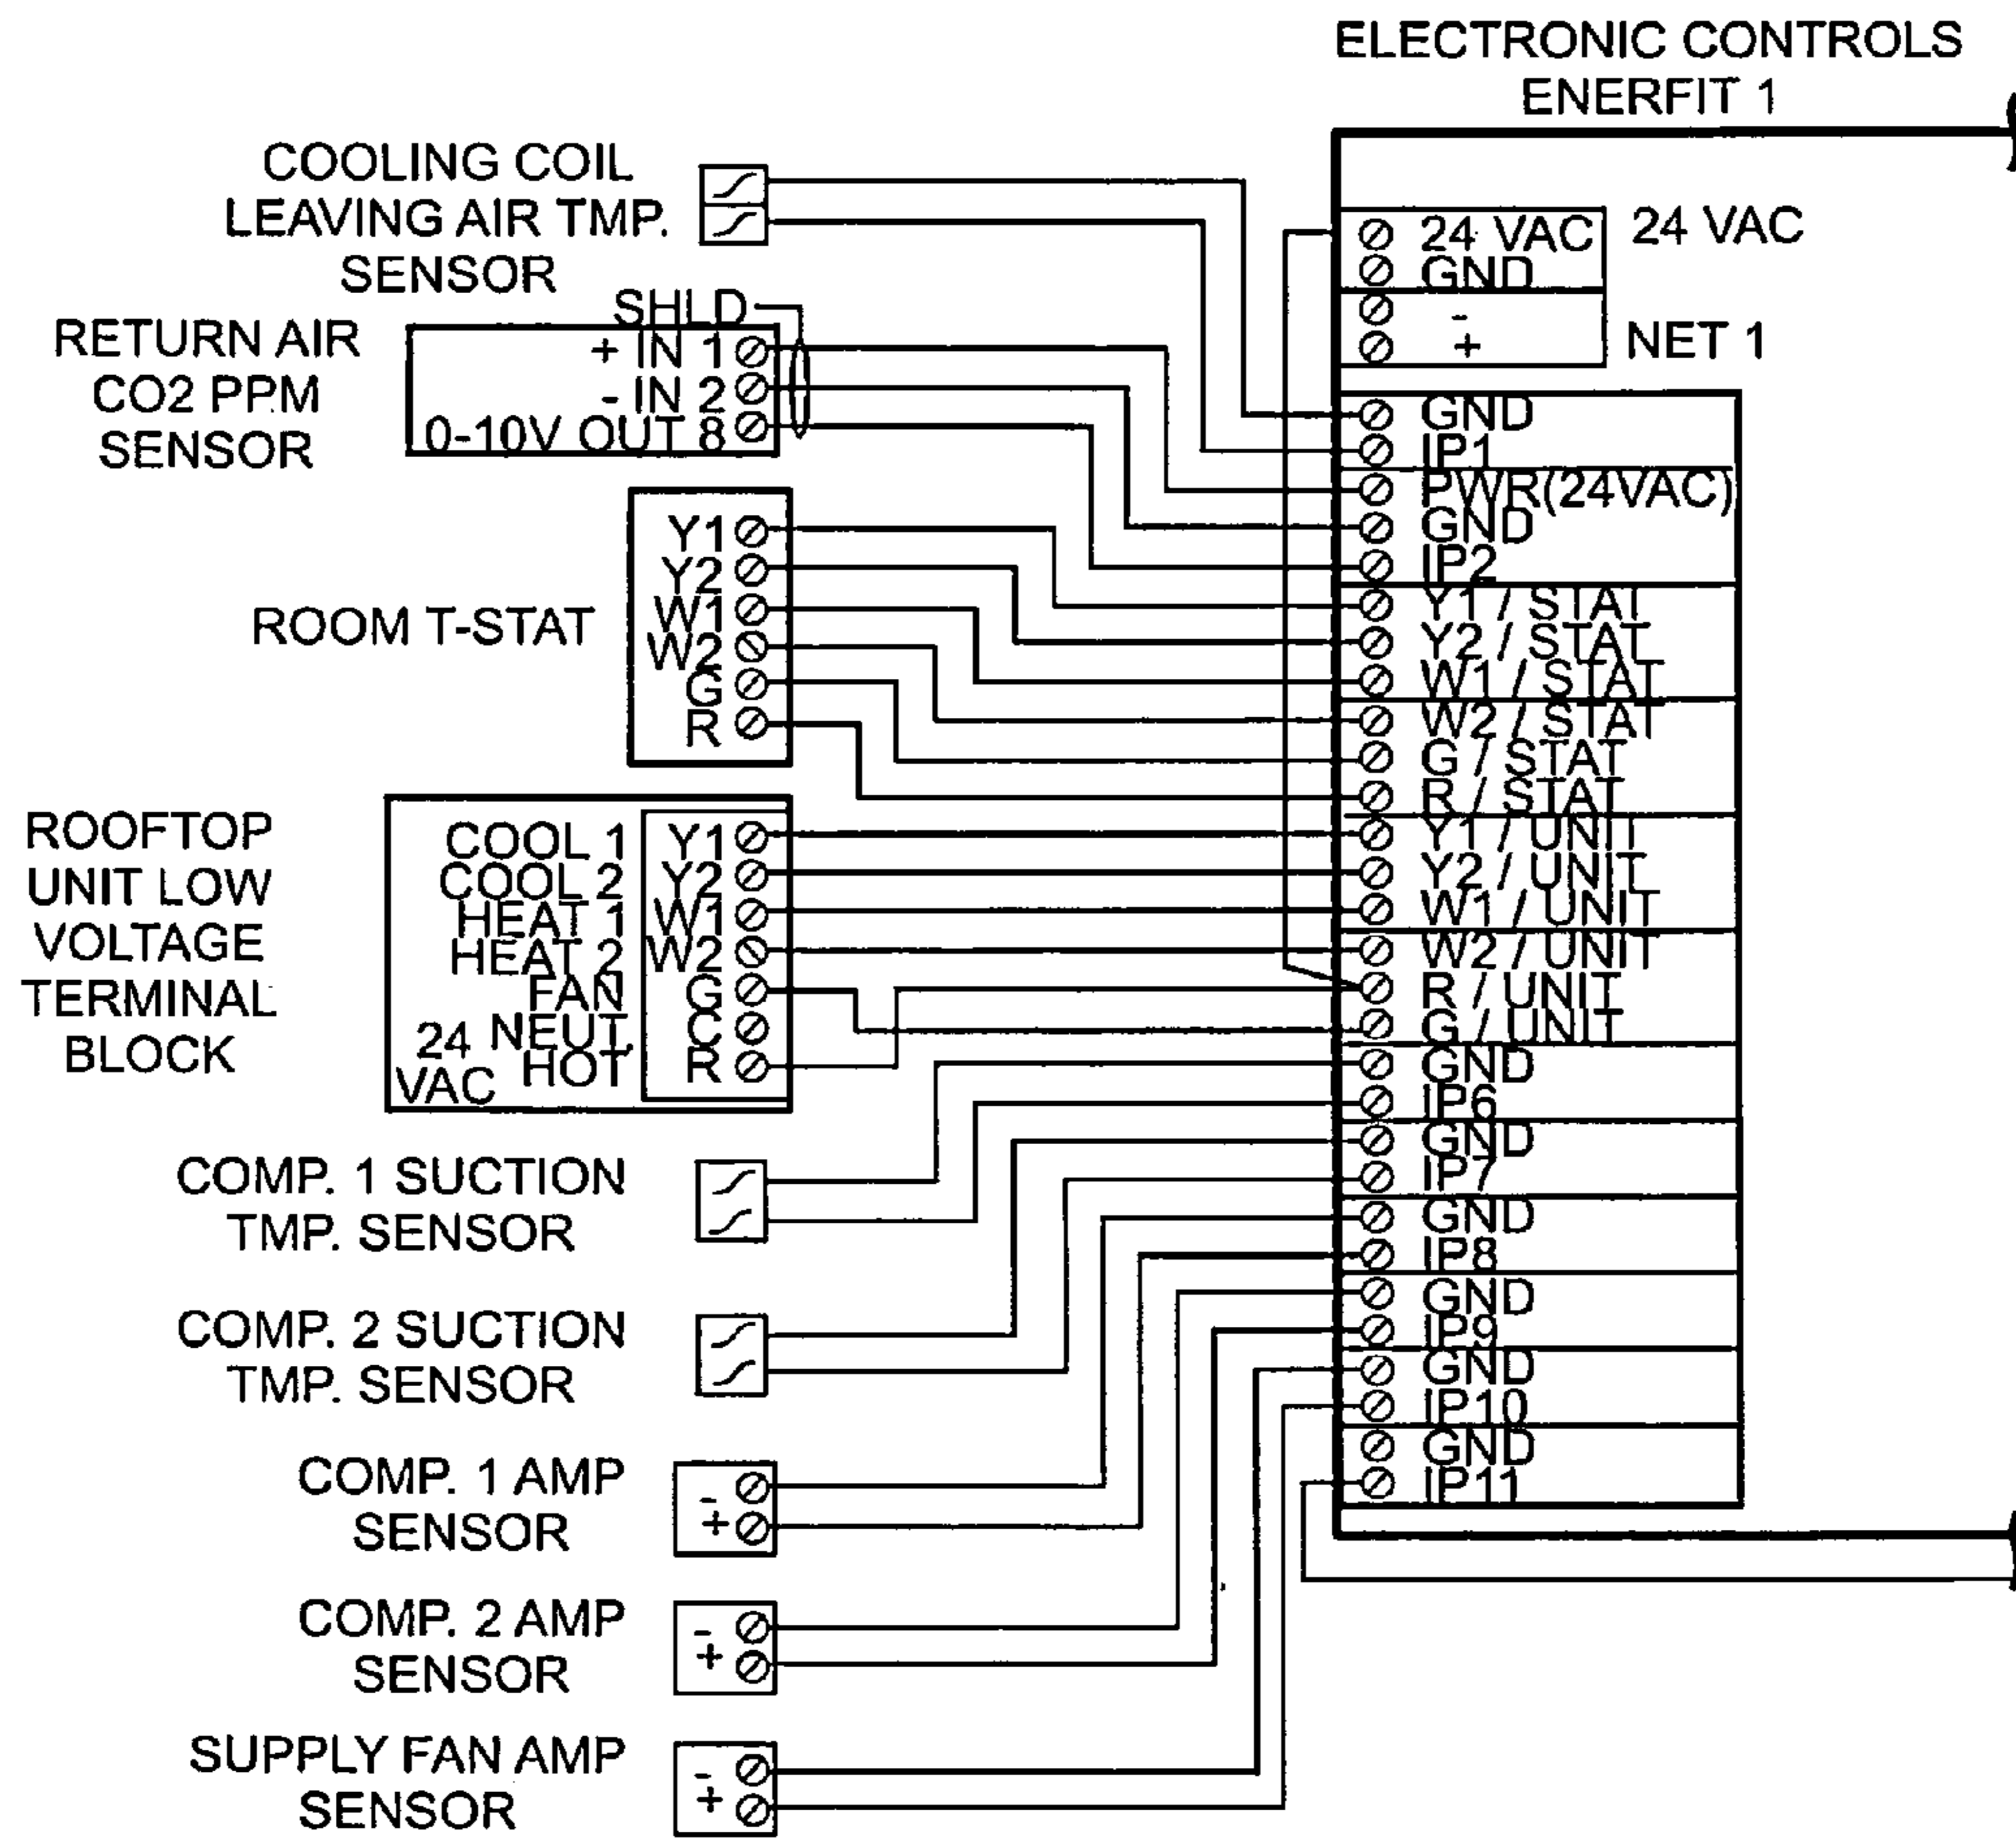 ELECTRONIC CONTROLS
ENERFIT 1
COOLING COIL
LEAVING AIR TMP.
SENSOR
SHLD
RETURN AIR
CO2 PPM
SENSOR
+ IN 1
- IN 2
0-10V OUT 8
ROOM T-STAT
Y1
Y2
W1
W2
G
R
ROOFTOP
UNIT LOW
VOLTAGE
TERMINAL
BLOCK
COOL 1 Y1
COOL 2 Y2
HEAT 1 W1
HEAT 2 W2
FAN G
NEUT. C
HOT R
24
VAC
COMP. 1 SUCTION
TMP. SENSOR
COMP. 2 SUCTION
TMP. SENSOR
COMP. 1 AMP
SENSOR
-
+
COMP. 2 AMP
SENSOR
-
+
SUPPLY FAN AMP
SENSOR
-
+
24 VAC
GND
24 VAC
-
+
NET 1
GND
IP1
PWR(24VAC)
GND
IP2
Y1 / STAT
Y2 / STAT
W1 / STAT
W2 / STAT
G / STAT
R / STAT
Y1 / UNIT
Y2 / UNIT
W1 / UNIT
W2 / UNIT
R / UNIT
G / UNIT
GND
IP6
GND
IP7
GND
IP8
GND
IP9
GND
IP10
GND
IP11